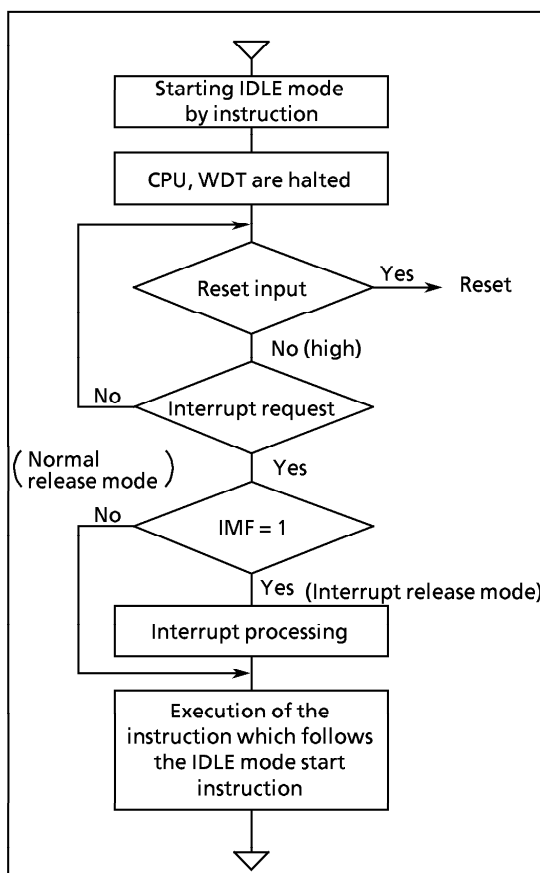 Starting IDLE mode
by instruction
CPU, WDT are halted
Reset input
Yes
Reset
No (high)
No
Interrupt request
(Normal
release mode)
Yes
No
IMF = 1
Yes (Interrupt release mode)
Interrupt processing
Execution of the
instruction which follows
the IDLE mode start
instruction